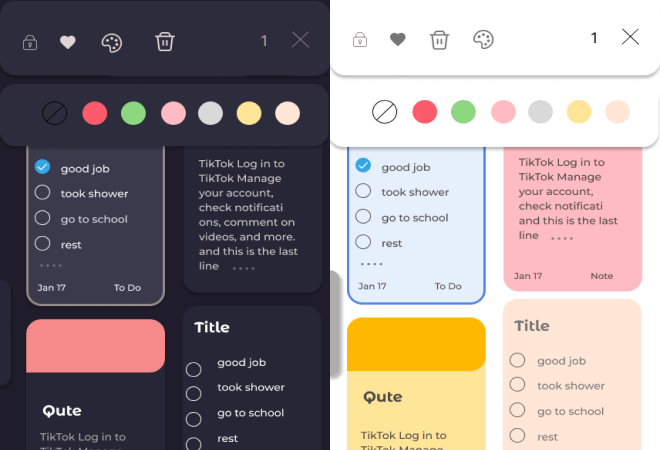 1
good job
took shower
go to school
rest
....
Jan 17
To Do
TikTok Log in to
TikTok Manage
your account,
check notificati
ons, comment on
videos, and more.
and this is the last
line ....
Qute
TikTok Log in to
TikTok Manage
Title
good job
took shower
go to school
rest
1
good job
took shower
go to school
rest
....
Jan 17
To Do
TikTok Log in to
TikTok Manage
your account,
check notificati
and this is the last
line ....
Jan 17
Note
Qute
TikTok Log in to
TikTok Manage
Title
good job
took shower
go to school
rest